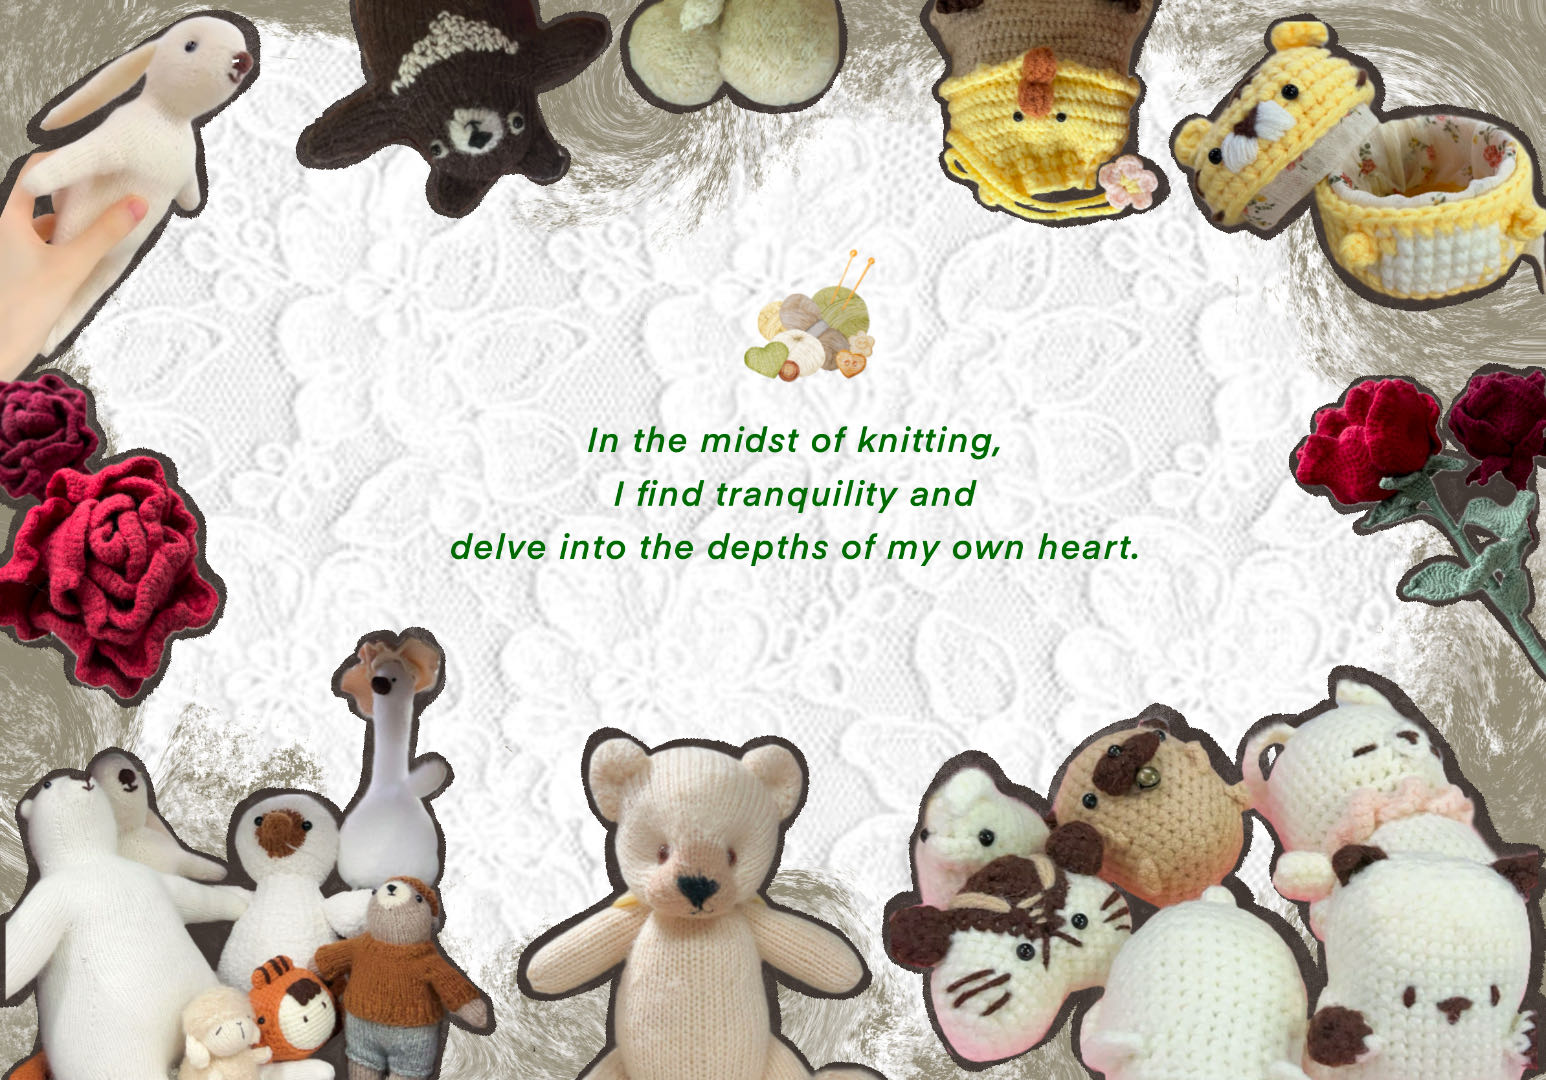 In the midst of knitting,
I find tranquility and
delve into the depths of my own heart.